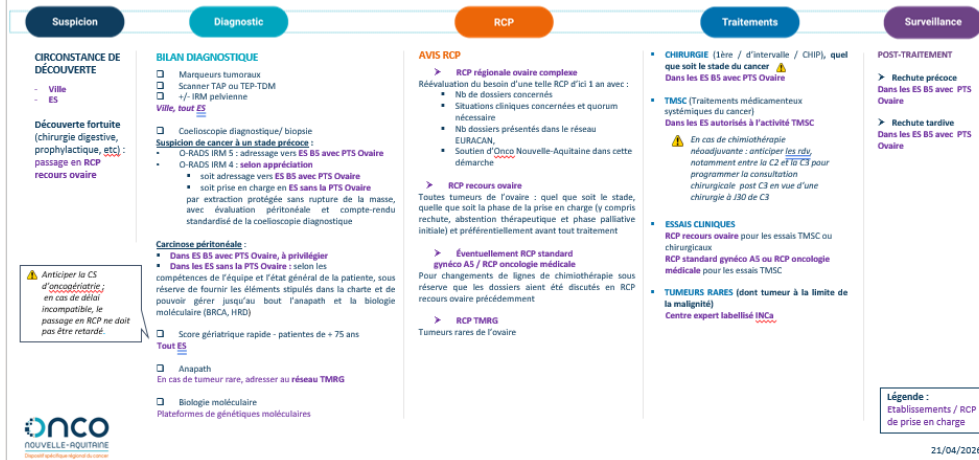 Suspicion
Diagnostic
RCP
Traitements
Surveillance
CIRCONSTANCE DE
DÉCOUVERTE
- Ville
- ES
Découverte fortuite
(chirurgie digestive,
prophylactique, etc) :
passage en RCP
recours ovaire
Anticiper la CS
d'oncogériatrie ;
en cas de délai
incompatible, le
passage en RCP ne doit
pas être retardé.
BILAN DIAGNOSTIQUE
Marqueurs tumoraux
Scanner TAP ou TEP-TDM
+/- IRM pelvienne
Ville, tout ES
Coelioscopie diagnostique/ biopsie
Suspicion de cancer à un stade précoce :
- O-RADS IRM 5 : adressage vers ES B5 avec PTS Ovaire
- O-RADS IRM 4 : selon appréciation
▪ soit adressage vers ES B5 avec PTS Ovaire
▪ soit prise en charge en ES sans la PTS Ovaire
par extraction protégée sans rupture de la masse,
avec évaluation péritonéale et compte-rendu
standardisé de la coelioscopie diagnostique
Carcinose péritonéale :
▪ Dans ES B5 avec PTS Ovaire, à privilégier
▪ Dans les ES sans la PTS Ovaire : selon les
compétences de l'équipe et l'état général de la patiente, sous
réserve de fournir les éléments stipulés dans la charte et de
pouvoir gérer jusqu'au bout l'anapath et la biologie
moléculaire (BRCA, HRD)
Score gériatrique rapide - patientes de + 75 ans
Tout ES
Anapath
En cas de tumeur rare, adresser au réseau TMRG
Biologie moléculaire
Plateformes de génétiques moléculaires
AVIS RCP
➤ RCP régionale ovaire complexe
Réévaluation du besoin d'une telle RCP d'ici 1 an avec :
▪ Nb de dossiers concernés
▪ Situations cliniques concernées et quorum
nécessaire
▪ Nb dossiers présentés dans le réseau
EURACAN,
▪ Soutien d'Onco Nouvelle-Aquitaine dans cette
démarche
➤ RCP recours ovaire
Toutes tumeurs de l'ovaire : quel que soit le stade,
quelle que soit la phase de la prise en charge (y compris
rechute, abstention thérapeutique et phase palliative
initiale) et préférentiellement avant tout traitement
➤ Éventuellement RCP standard
gynéco A5 / RCP oncologie médicale
Pour changements de lignes de chimiothérapie sous
réserve que les dossiers aient été discutés en RCP
recours ovaire précédemment
➤ RCP TMRG
Tumeurs rares de l'ovaire
▪ CHIRURGIE (1ère / d'intervalle / CHIP), quel
que soit le stade du cancer
Dans les ES B5 avec PTS Ovaire
▪ TMSC (Traitements médicamenteux
systémiques du cancer)
Dans les ES autorisés à l'activité TMSC
En cas de chimiothérapie
néoadjuvante : anticiper les rdv,
notamment entre la C2 et la C3 pour
programmer la consultation
chirurgicale post C3 en vue d'une
chirurgie à J30 de C3
▪ ESSAIS CLINIQUES
RCP recours ovaire pour les essais TMSC ou
chirurgicaux
RCP standard gynéco A5 ou RCP oncologie
médicale pour les essais TMSC
▪ TUMEURS RARES (dont tumeur à la limite de
la malignité)
Centre expert labellisé INCa
POST-TRAITEMENT
➤ Rechute précoce
Dans ES B5 avec PTS
Ovaire
➤ Rechute tardive
Dans ES B5 avec PTS
Ovaire
Légende :
Etablissements / RCP
de prise en charge
ONCO
NOUVELLE-AQUITAINE
Dispositif spécifique régional du cancer
21/04/2026